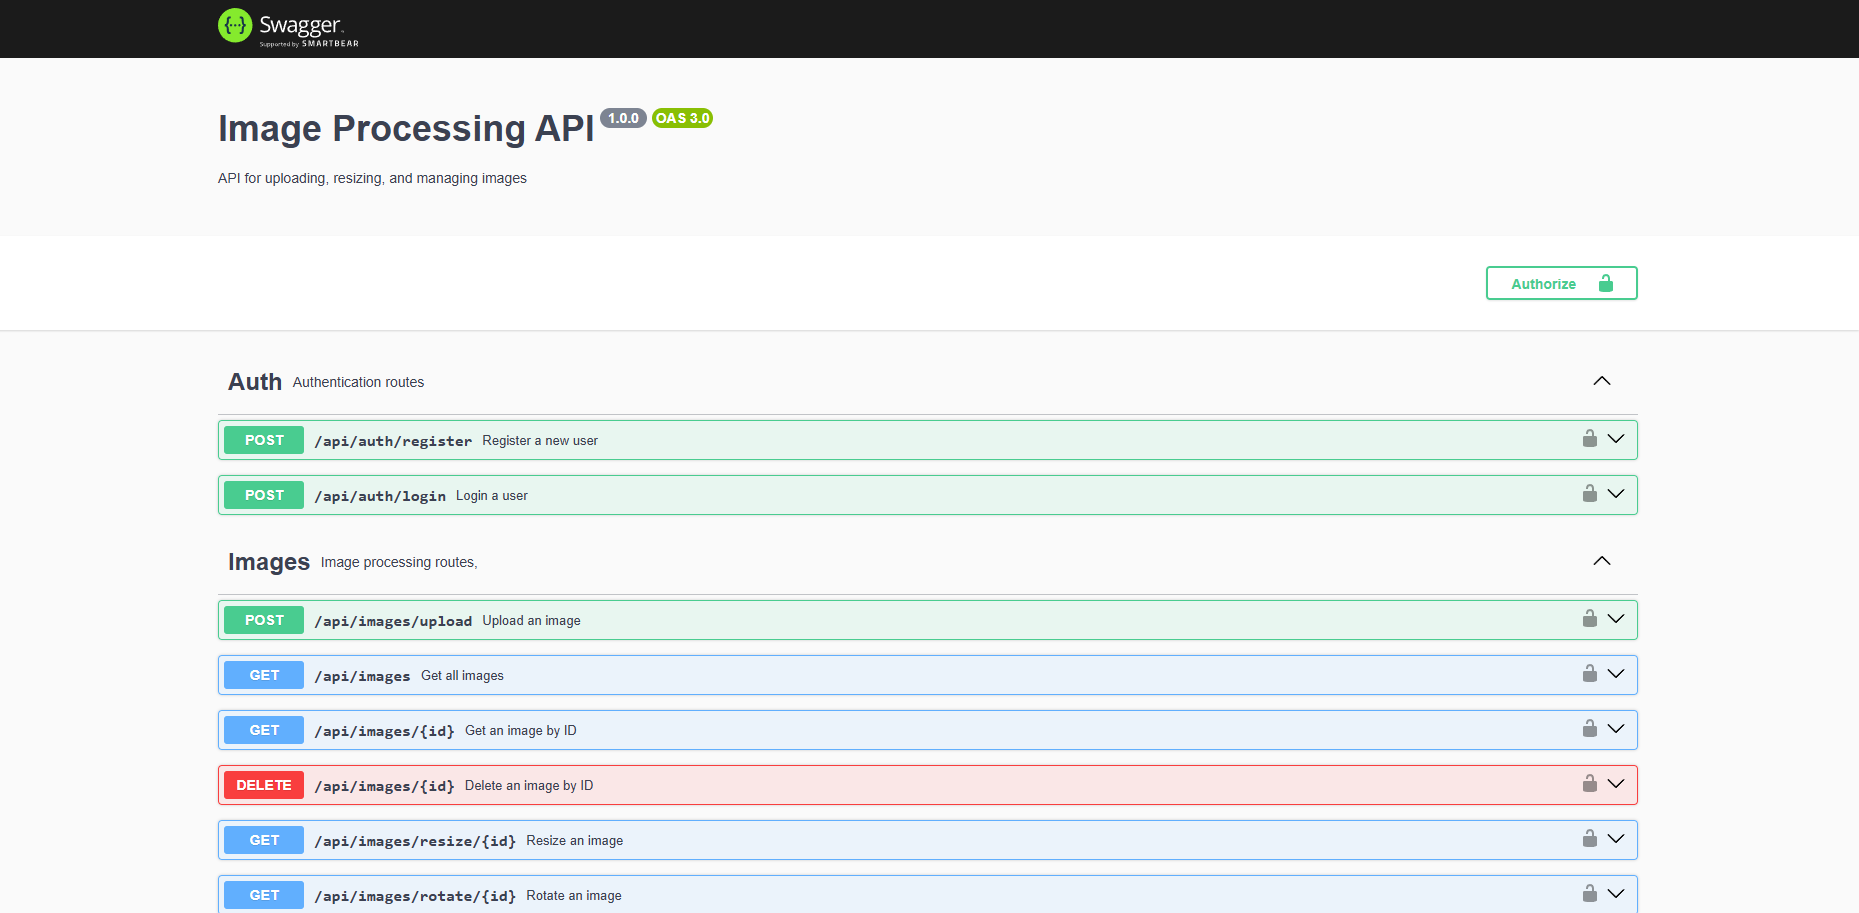 Swagger
Supported by SMARTBEAR
Image Processing API 1.0.0 OAS 3.0
API for uploading, resizing, and managing images
Authorize
Auth Authentication routes
POST /api/auth/register Register a new user
POST /api/auth/login Login a user
Images Image processing routes,
POST /api/images/upload Upload an image
GET /api/images Get all images
GET /api/images/{id} Get an image by ID
DELETE /api/images/{id} Delete an image by ID
GET /api/images/resize/{id} Resize an image
GET /api/images/rotate/{id} Rotate an image